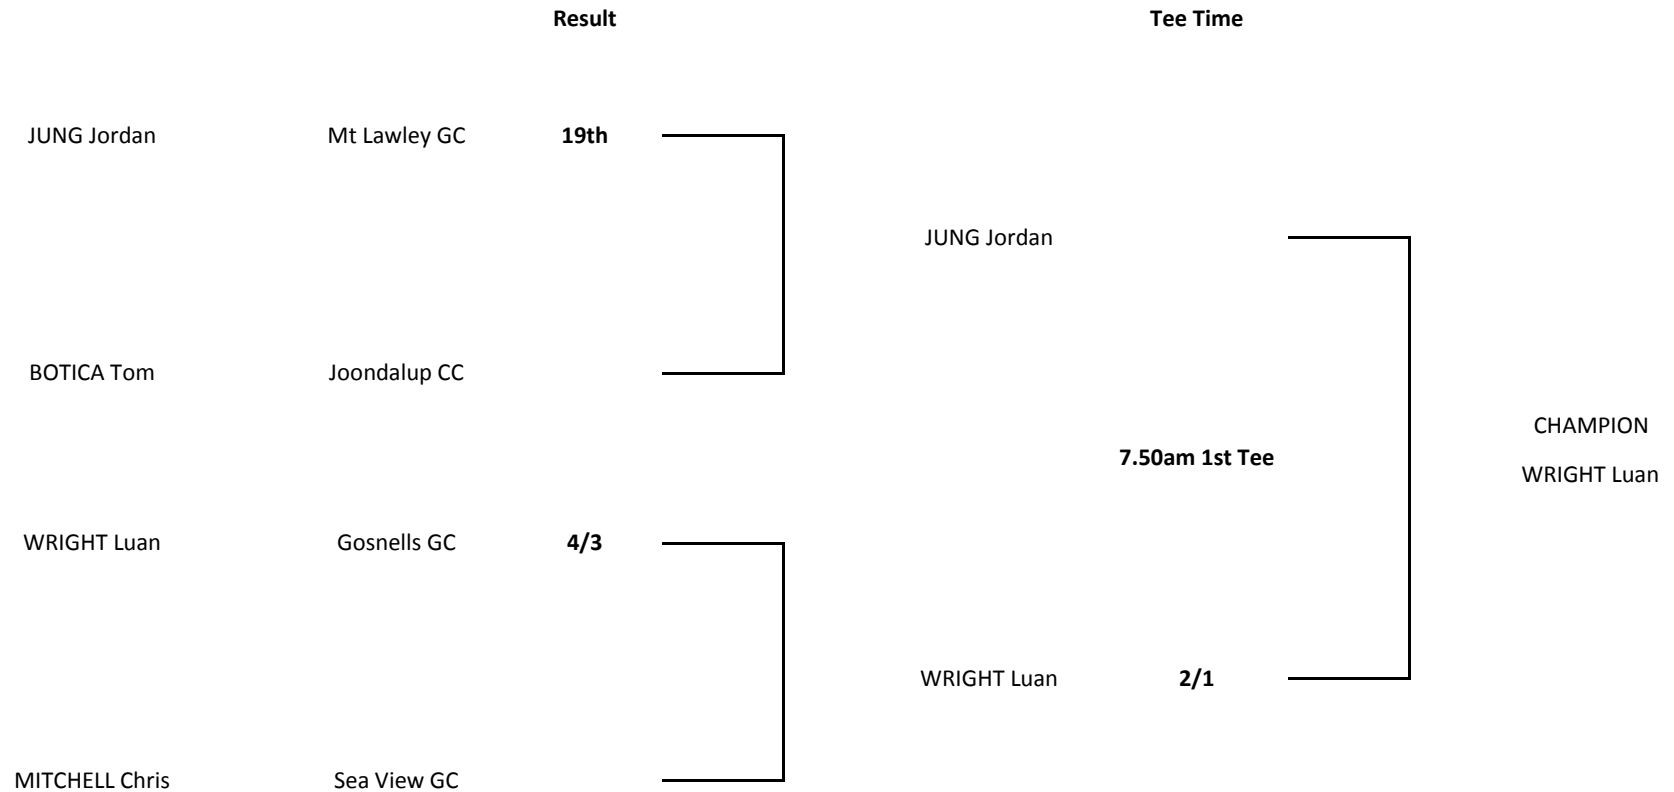 Result Tee Time
JUNG Jordan Mt Lawley GC 19th
JUNG Jordan
BOTICA Tom Joondalup CC
CHAMPION
7.50am 1st Tee
WRIGHT Luan
WRIGHT Luan Gosnells GC 4/3
WRIGHT Luan 2/1
MITCHELL Chris Sea View GC